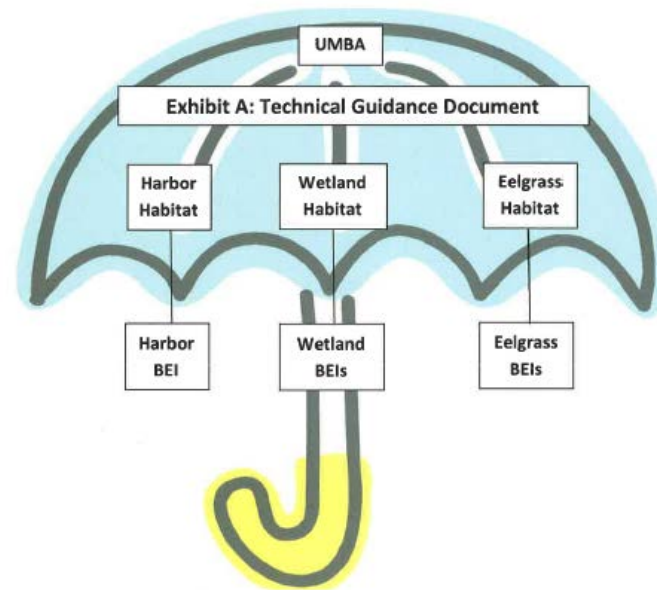 UMBA
Exhibit A: Technical Guidance Document
Harbor
Habitat
Wetland
Habitat
Eelgrass
Habitat
Harbor
BEI
Wetland
BEIs
Eelgrass
BEIs